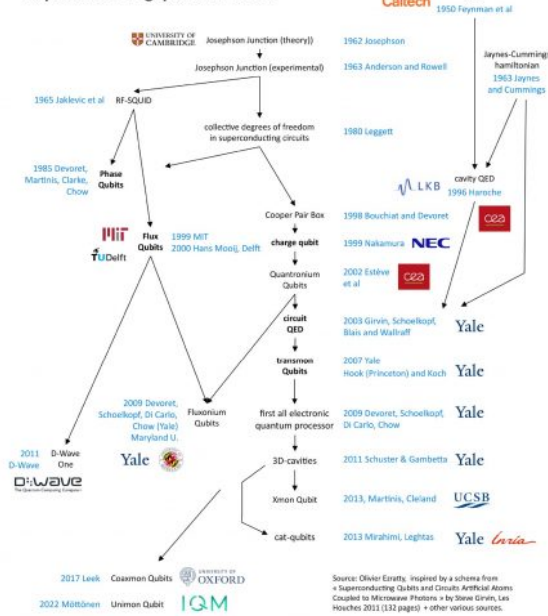 Caltech
1950 Feynman et al
UNIVERSITY OF
CAMBRIDGE
Josephson Junction (theory))
1962 Josephson
Jaynes-Cummings
hamiltonian
1963 Jaynes
and Cummings
Josephson Junction (experimental)
1963 Anderson and Rowell
1965 Jaklevic et al
RF-SQUID
collective degrees of freedom
in superconducting circuits
1980 Leggett
1985 Devoret,
Martinis, Clarke,
Chow
Phase
Qubits
LKB
cavity QED
1996 Haroche
cea
Cooper Pair Box
1998 Bouchiat and Devoret
MIT
TUDelft
Flux
Qubits
1999 MIT
2000 Hans Mooij, Delft
charge qubit
1999 Nakamura
NEC
Quantronium
Qubits
2002 Estève
et al
cea
circuit
QED
2003 Girvin, Schoelkopf,
Blais and Wallraff
Yale
transmon
Qubits
2007 Yale
Hook (Princeton) and Koch
Yale
2009 Devoret,
Schoelkopf, Di Carlo,
Chow (Yale)
Maryland U.
Fluxonium
Qubits
first all electronic
quantum processor
2009 Devoret, Schoelkopf,
Di Carlo, Chow
Yale
2011
D-Wave
D-Wave
One
D:wave
The Quantum Computing Company
Yale
3D-cavities
2011 Schuster & Gambetta
Yale
Xmon Qubit
2013, Martinis, Cleland
UCSB
cat-qubits
2013 Mirahimi, Leghtas
Yale
Inria
2017 Leek
Coaxmon Qubits
UNIVERSITY OF
OXFORD
2022 Möttönen
Unimon Qubit
IQM
Source: Olivier Ezratty, inspired by a schema from
« Superconducting Qubits and Circuits Artificial Atoms
Coupled to Microwave Photons » by Steve Girvin, Les
Houches 2011 (132 pages) + other various sources.